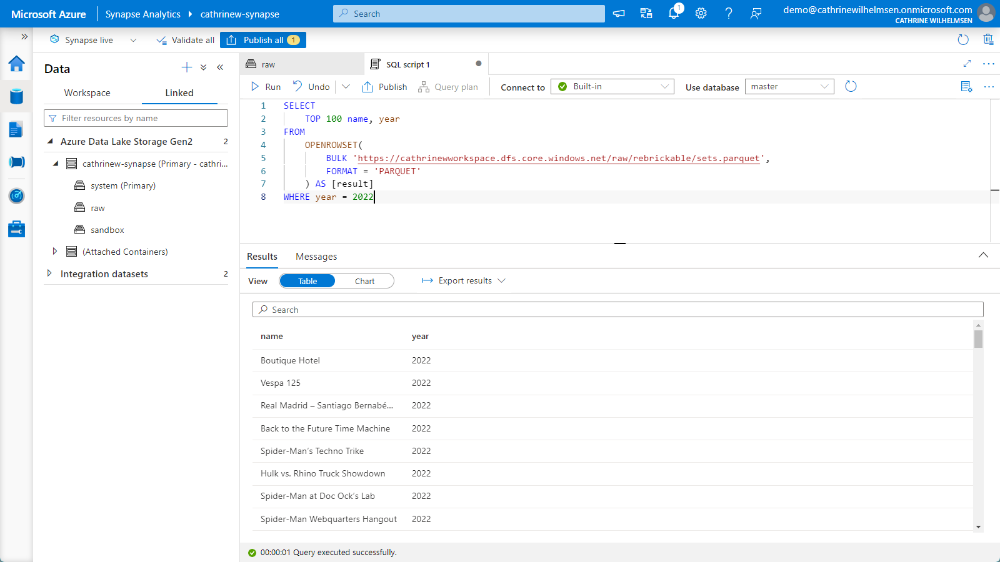 Microsoft Azure
Synapse Analytics
cathrinew-synapse
Search
1
demo@cathrinewilhelmsen.onmicrosoft.com
CATHRINE WILHELMSEN
Synapse live
Validate all
Publish all 1
Data
Workspace
Linked
Filter resources by name
Azure Data Lake Storage Gen2 2
cathrinew-synapse (Primary - cathri...
system (Primary)
raw
sandbox
(Attached Containers)
Integration datasets 2
raw
SQL script 1
Run
Undo
Publish
Query plan
Connect to
Built-in
Use database
master
1 SELECT
2 TOP 100 name, year
3 FROM
4 OPENROWSET(
5 BULK 'https://cathrinewworkspace.dfs.core.windows.net/raw/rebrickable/sets.parquet',
6 FORMAT = 'PARQUET'
7 ) AS [result]
8 WHERE year = 2022
Results
Messages
View
Table
Chart
Export results
Search
name year
Boutique Hotel 2022
Vespa 125 2022
Real Madrid – Santiago Bernabé... 2022
Back to the Future Time Machine 2022
Spider-Man's Techno Trike 2022
Hulk vs. Rhino Truck Showdown 2022
Spider-Man at Doc Ock's Lab 2022
Spider-Man Webquarters Hangout 2022
00:00:01 Query executed successfully.